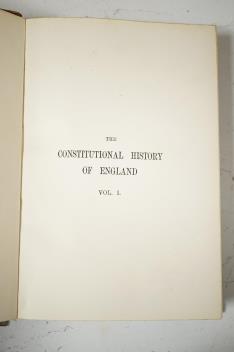 THE
CONSTITUTIONAL HISTORY
OF ENGLAND
VOL. I.